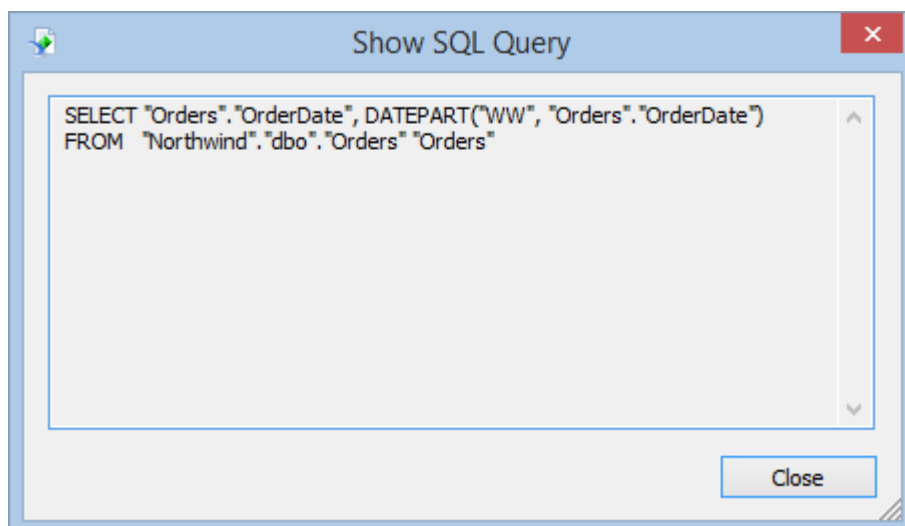 Show SQL Query
SELECT "Orders"."OrderDate", DATEPART("WW", "Orders"."OrderDate")
FROM   "Northwind"."dbo"."Orders" "Orders"
Close